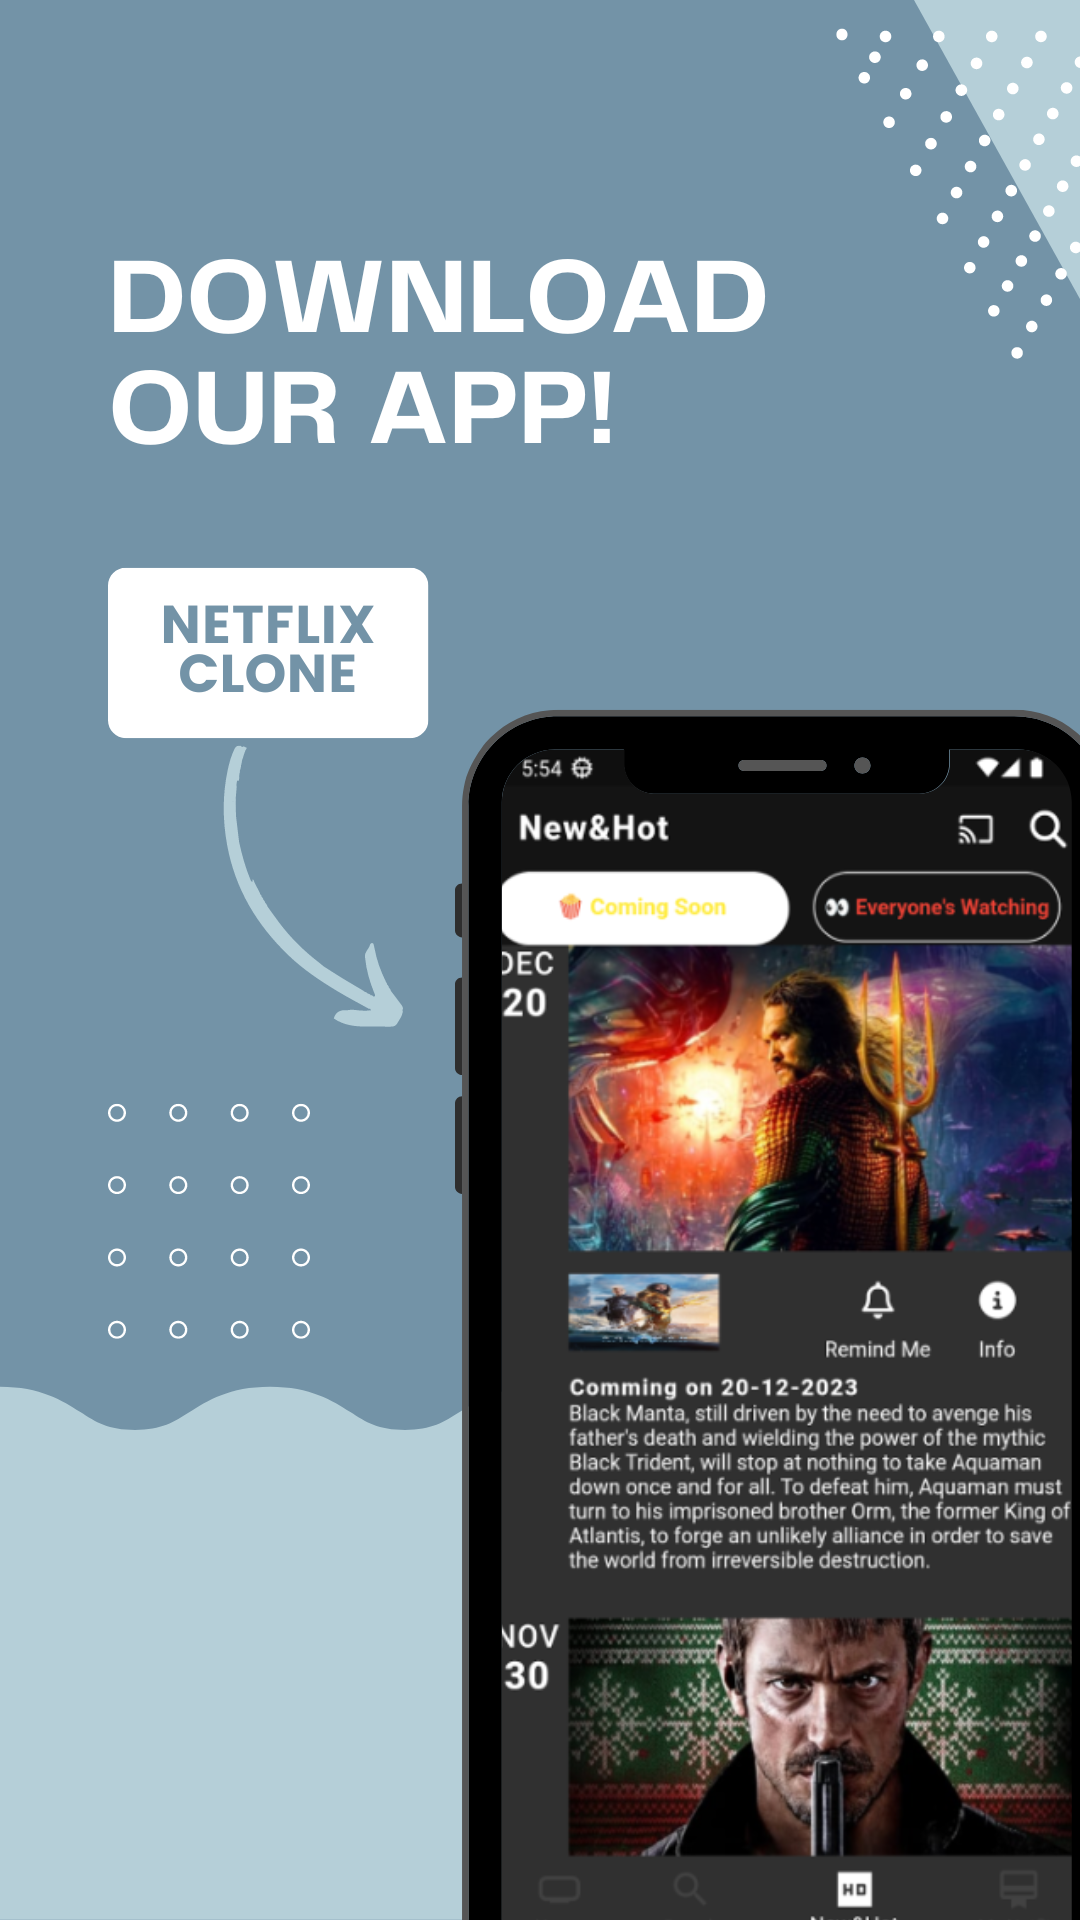 DOWNLOAD
OUR APP!
NETFLIX
CLONE
5:54
New&Hot
🍿 Coming Soon
👀 Everyone's Watching
DEC
20
Remind Me
Info
Comming on 20-12-2023
Black Manta, still driven by the need to avenge his
father's death and wielding the power of the mythic
Black Trident, will stop at nothing to take Aquaman
down once and for all. To defeat him, Aquaman must
turn to his imprisoned brother Orm, the former King of
Atlantis, to forge an unlikely alliance in order to save
the world from irreversible destruction.
NOV
30
HD